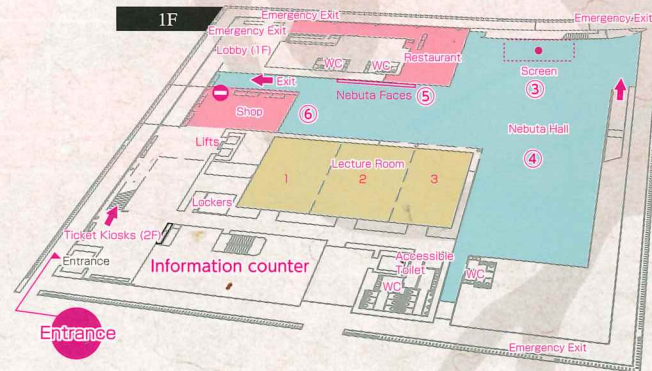 1F
Emergency Exit
Emergency Exit
Emergency Exit
Lobby (1F)
WC
WC
Restaurant
Screen
③
Exit
Nebuta Faces
⑤
Shop
⑥
Nebuta Hall
④
Lifts
Lecture Room
1
2
3
Lockers
Ticket Kiosks (2F)
Entrance
Information counter
Accessible
Toilet
WC
WC
Entrance
Emergency Exit